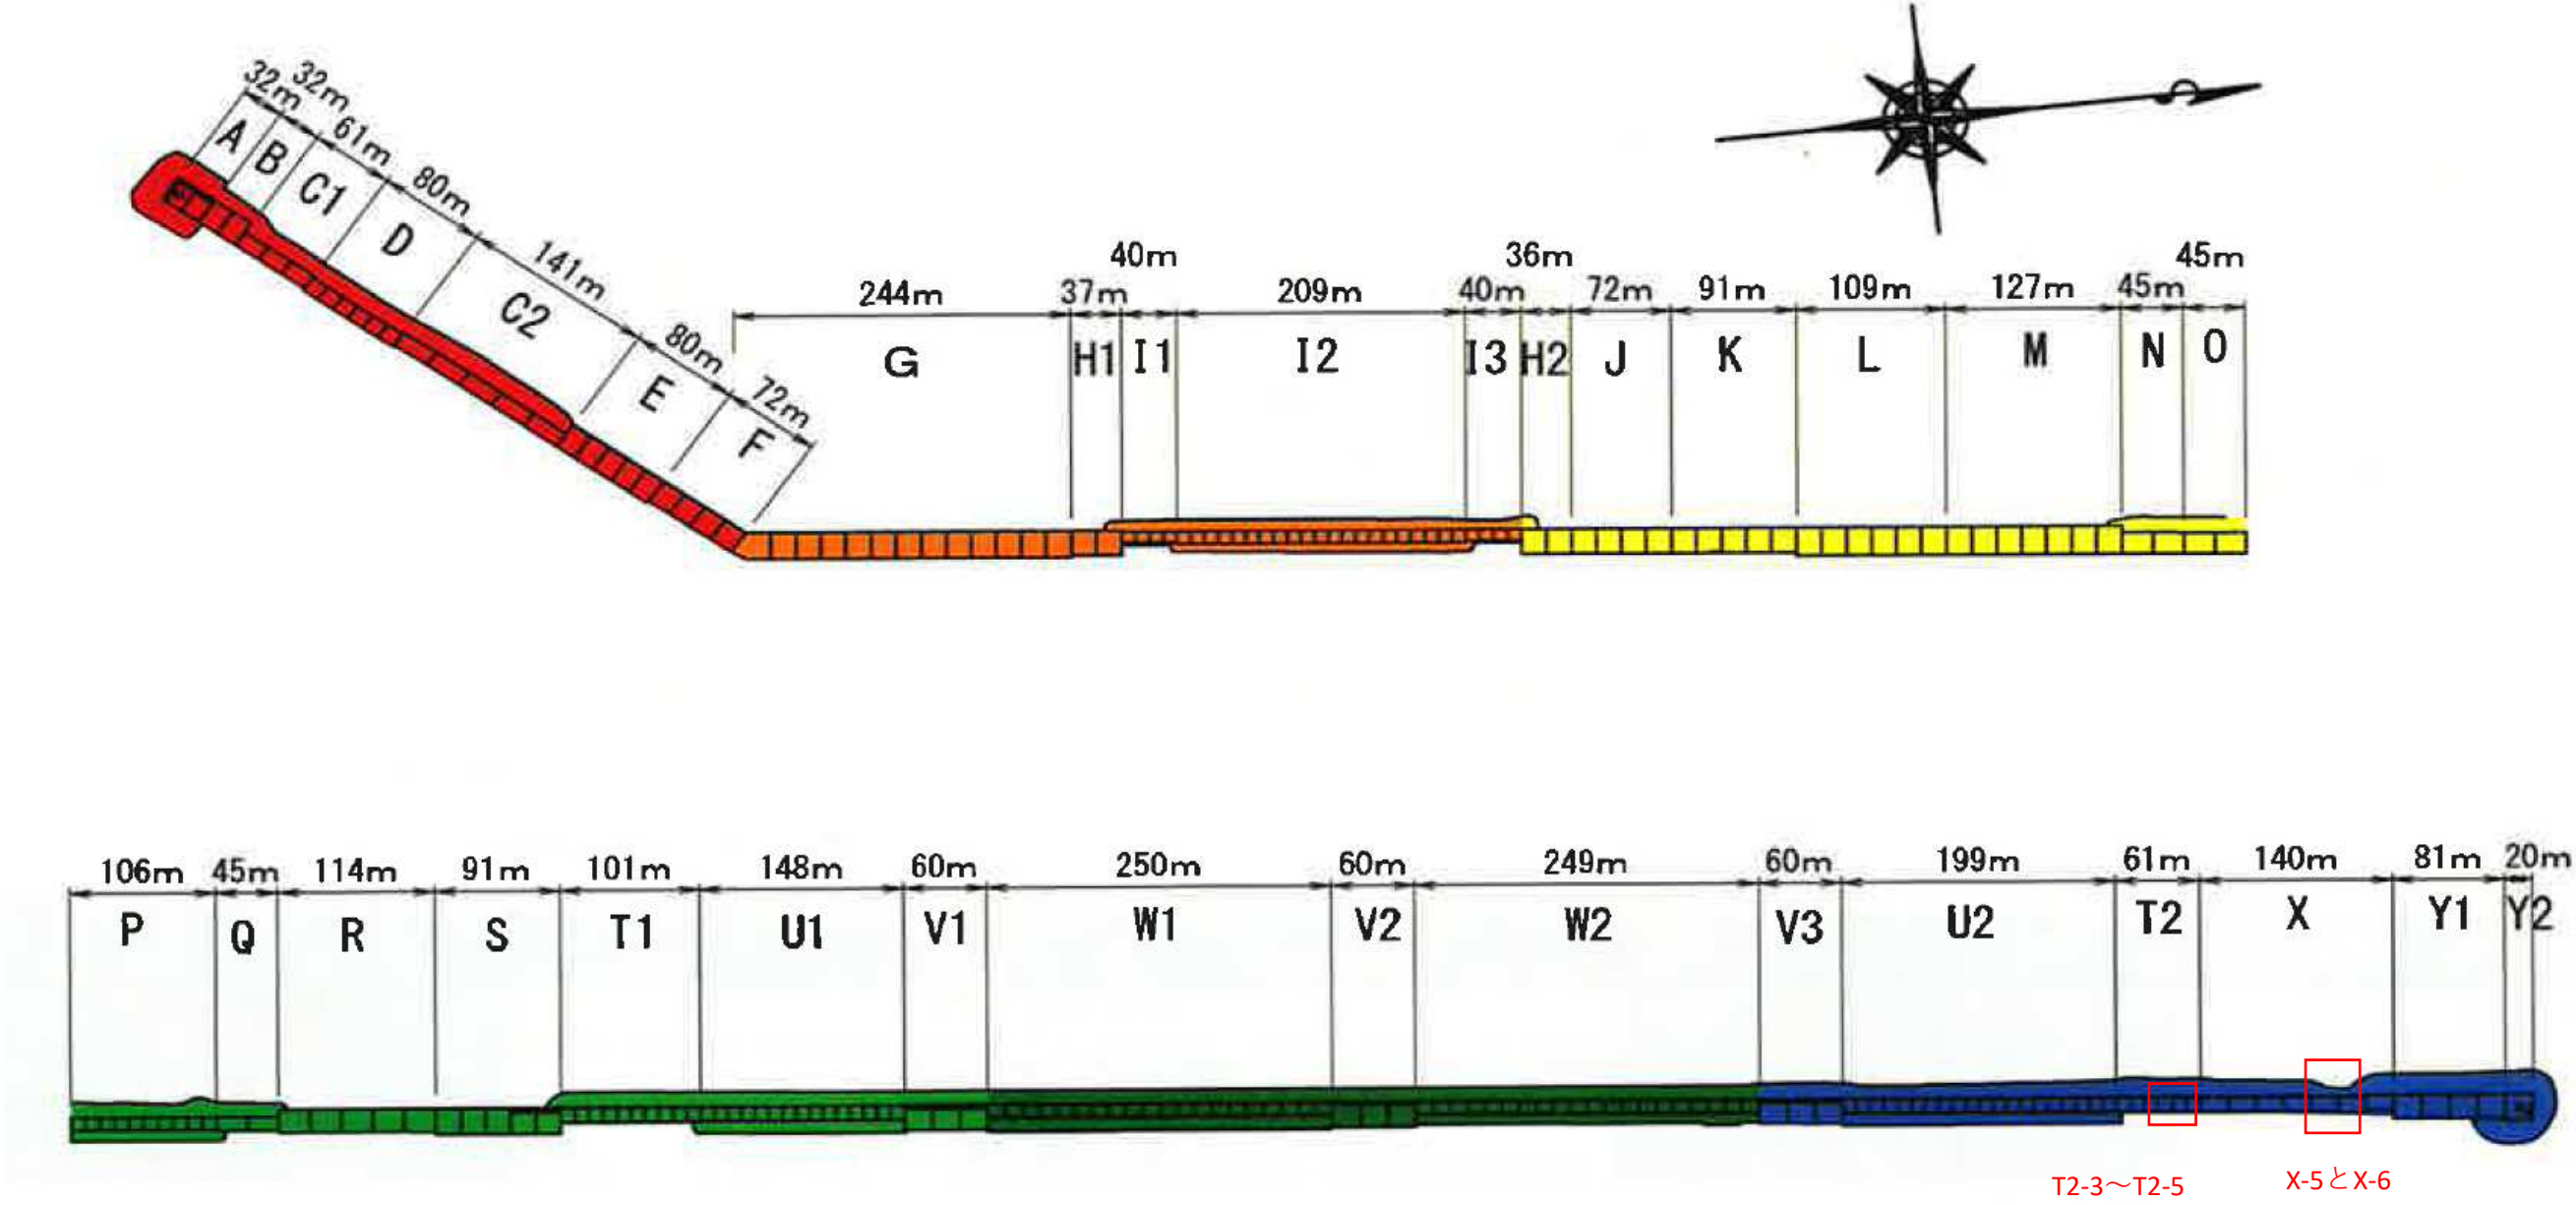 32m
32m
61m
80m
141m
80m
72m
A
B
C1
D
C2
E
F
40m
36m
45m
244m
37m
209m
40m
72m
91m
109m
127m
45m
G
H1
I1
I2
I3
H2
J
K
L
M
N
O
106m
45m
114m
91m
101m
148m
60m
250m
60m
249m
60m
199m
61m
140m
81m
20m
P
Q
R
S
T1
U1
V1
W1
V2
W2
V3
U2
T2
X
Y1
Y2
T2-3～T2-5
X-5とX-6